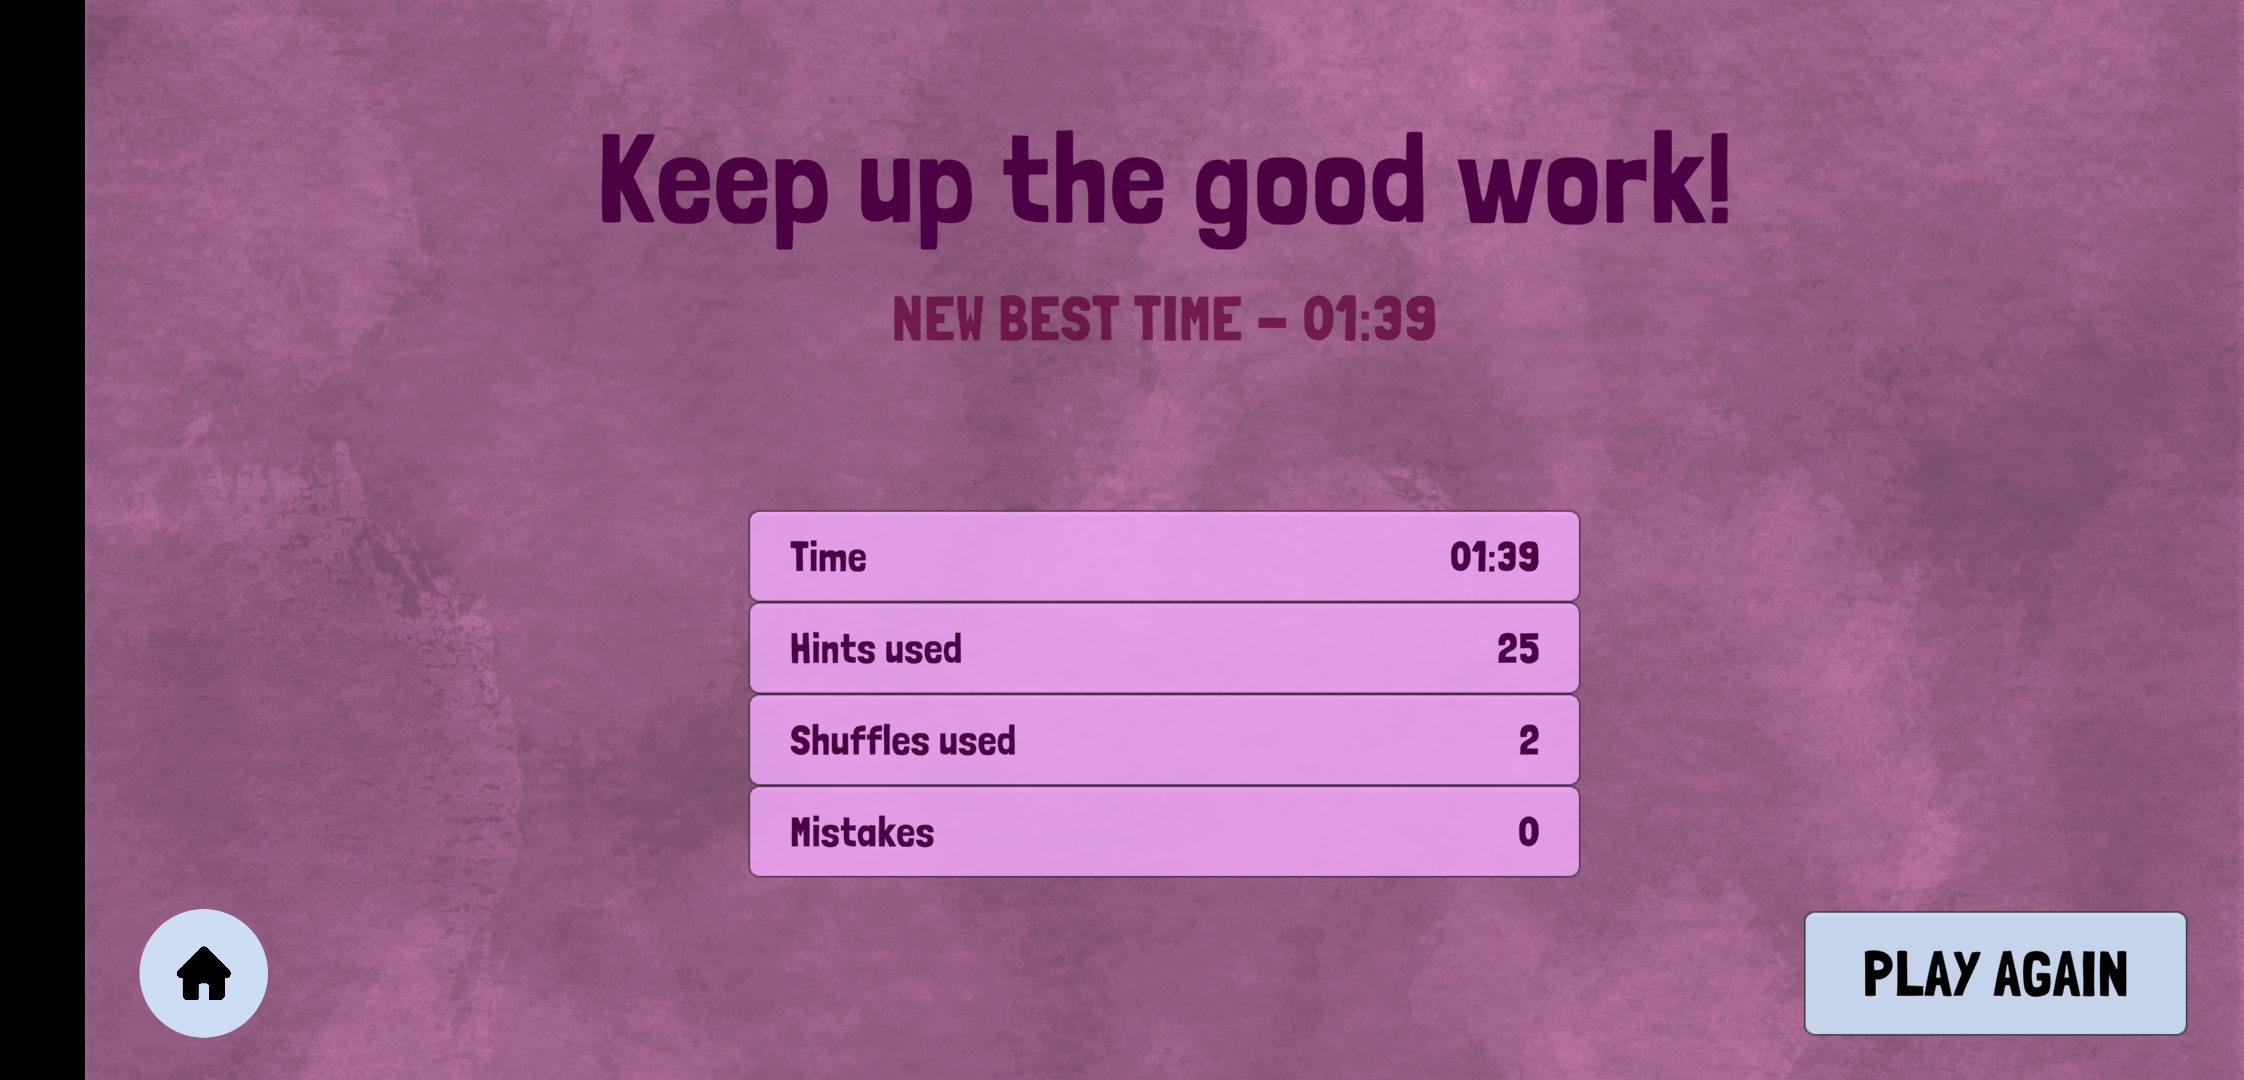 Keep up the good work!
NEW BEST TIME – 01:39
Time 01:39
Hints used 25
Shuffles used 2
Mistakes 0
PLAY AGAIN